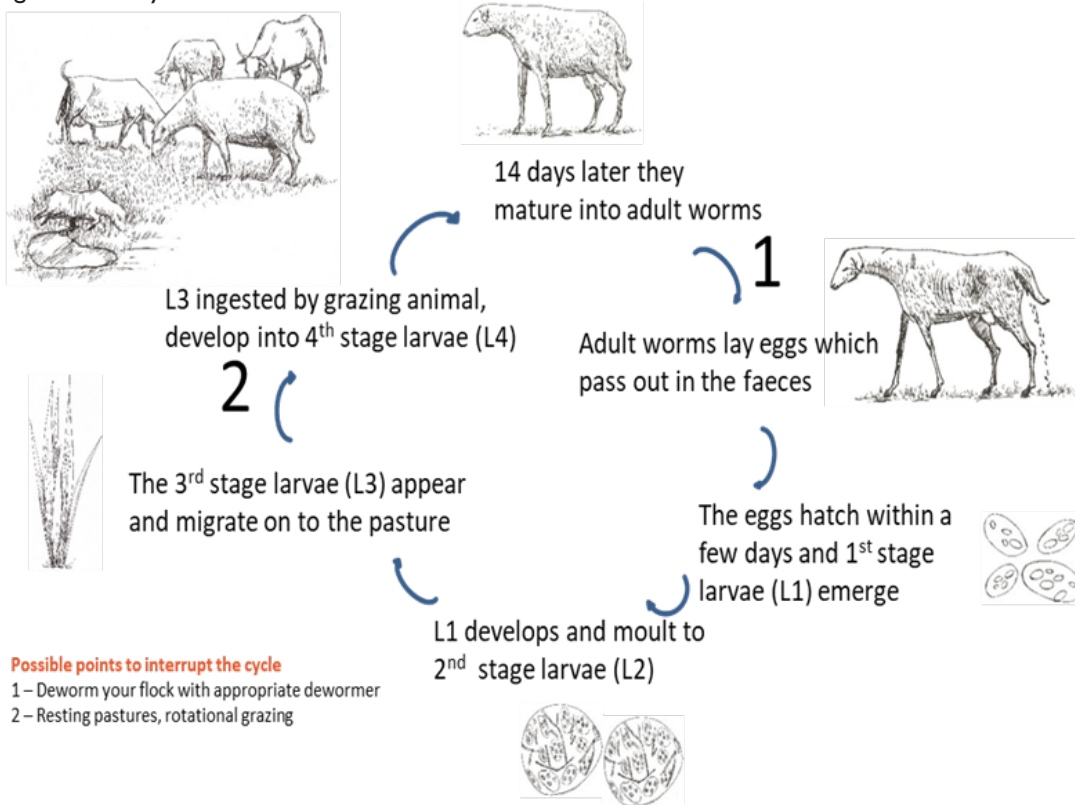 14 days later they
mature into adult worms
1
L3 ingested by grazing animal,
develop into 4th stage larvae (L4)
Adult worms lay eggs which
pass out in the faeces
2
The 3rd stage larvae (L3) appear
and migrate on to the pasture
The eggs hatch within a
few days and 1st stage
larvae (L1) emerge
L1 develops and moult to
2nd stage larvae (L2)
Possible points to interrupt the cycle
1 – Deworm your flock with appropriate dewormer
2 – Resting pastures, rotational grazing